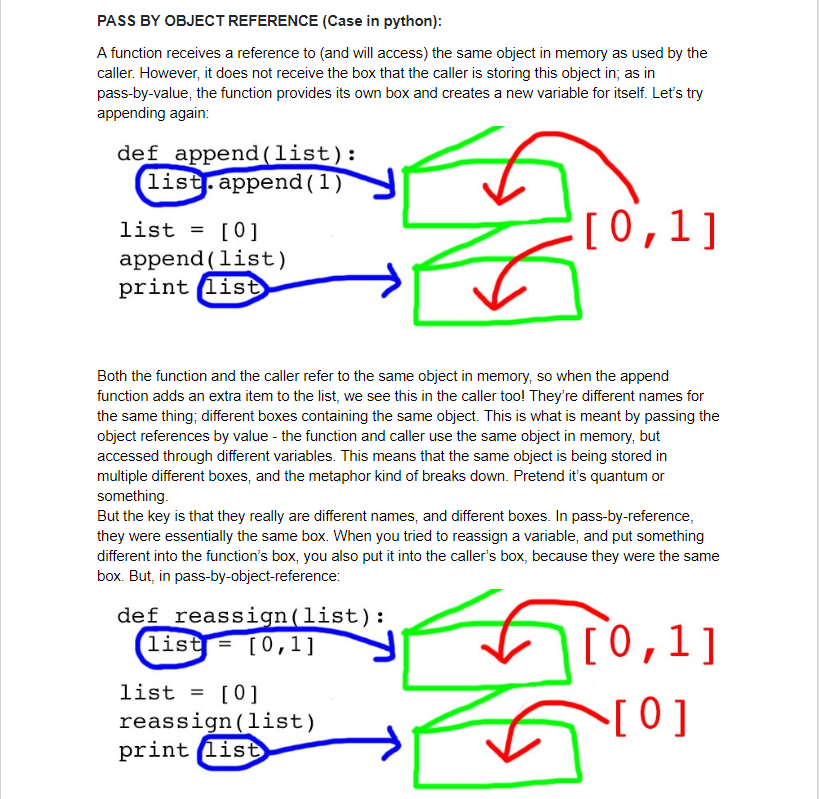 PASS BY OBJECT REFERENCE (Case in python):
A function receives a reference to (and will access) the same object in memory as used by the
caller. However, it does not receive the box that the caller is storing this object in; as in
pass-by-value, the function provides its own box and creates a new variable for itself. Let's try
appending again:
def append(list):
list.append(1)
list = [0]
append(list)
print list
[0,1]
Both the function and the caller refer to the same object in memory, so when the append
function adds an extra item to the list, we see this in the caller too! They're different names for
the same thing; different boxes containing the same object. This is what is meant by passing the
object references by value - the function and caller use the same object in memory, but
accessed through different variables. This means that the same object is being stored in
multiple different boxes, and the metaphor kind of breaks down. Pretend it's quantum or
something.
But the key is that they really are different names, and different boxes. In pass-by-reference,
they were essentially the same box. When you tried to reassign a variable, and put something
different into the function's box, you also put it into the caller's box, because they were the same
box. But, in pass-by-object-reference:
def reassign(list):
list = [0,1]
list = [0]
reassign(list)
print list
[0,1]
[0]